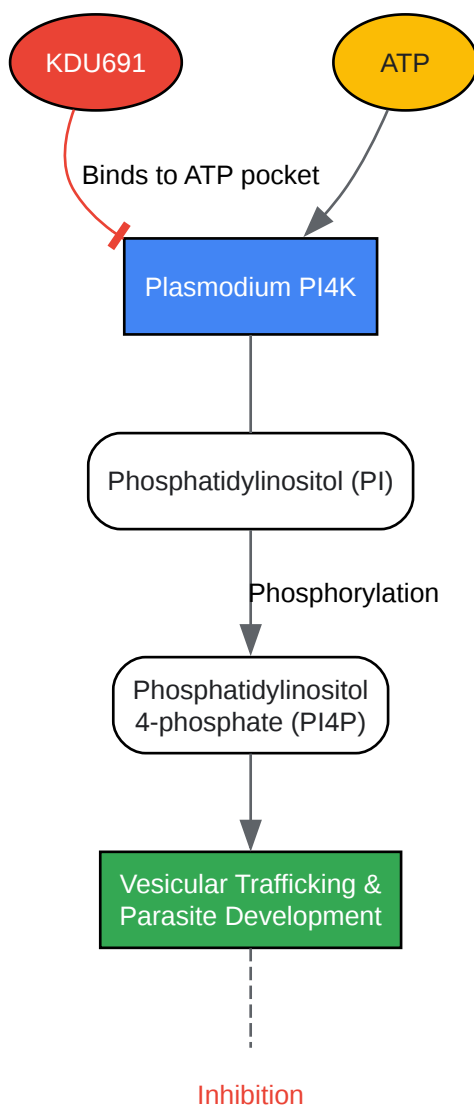 KDU691
ATP
Binds to ATP pocket
Plasmodium PI4K
Phosphatidylinositol (PI)
Phosphorylation
Phosphatidylinositol
4-phosphate (PI4P)
Vesicular Trafficking &
Parasite Development
Inhibition